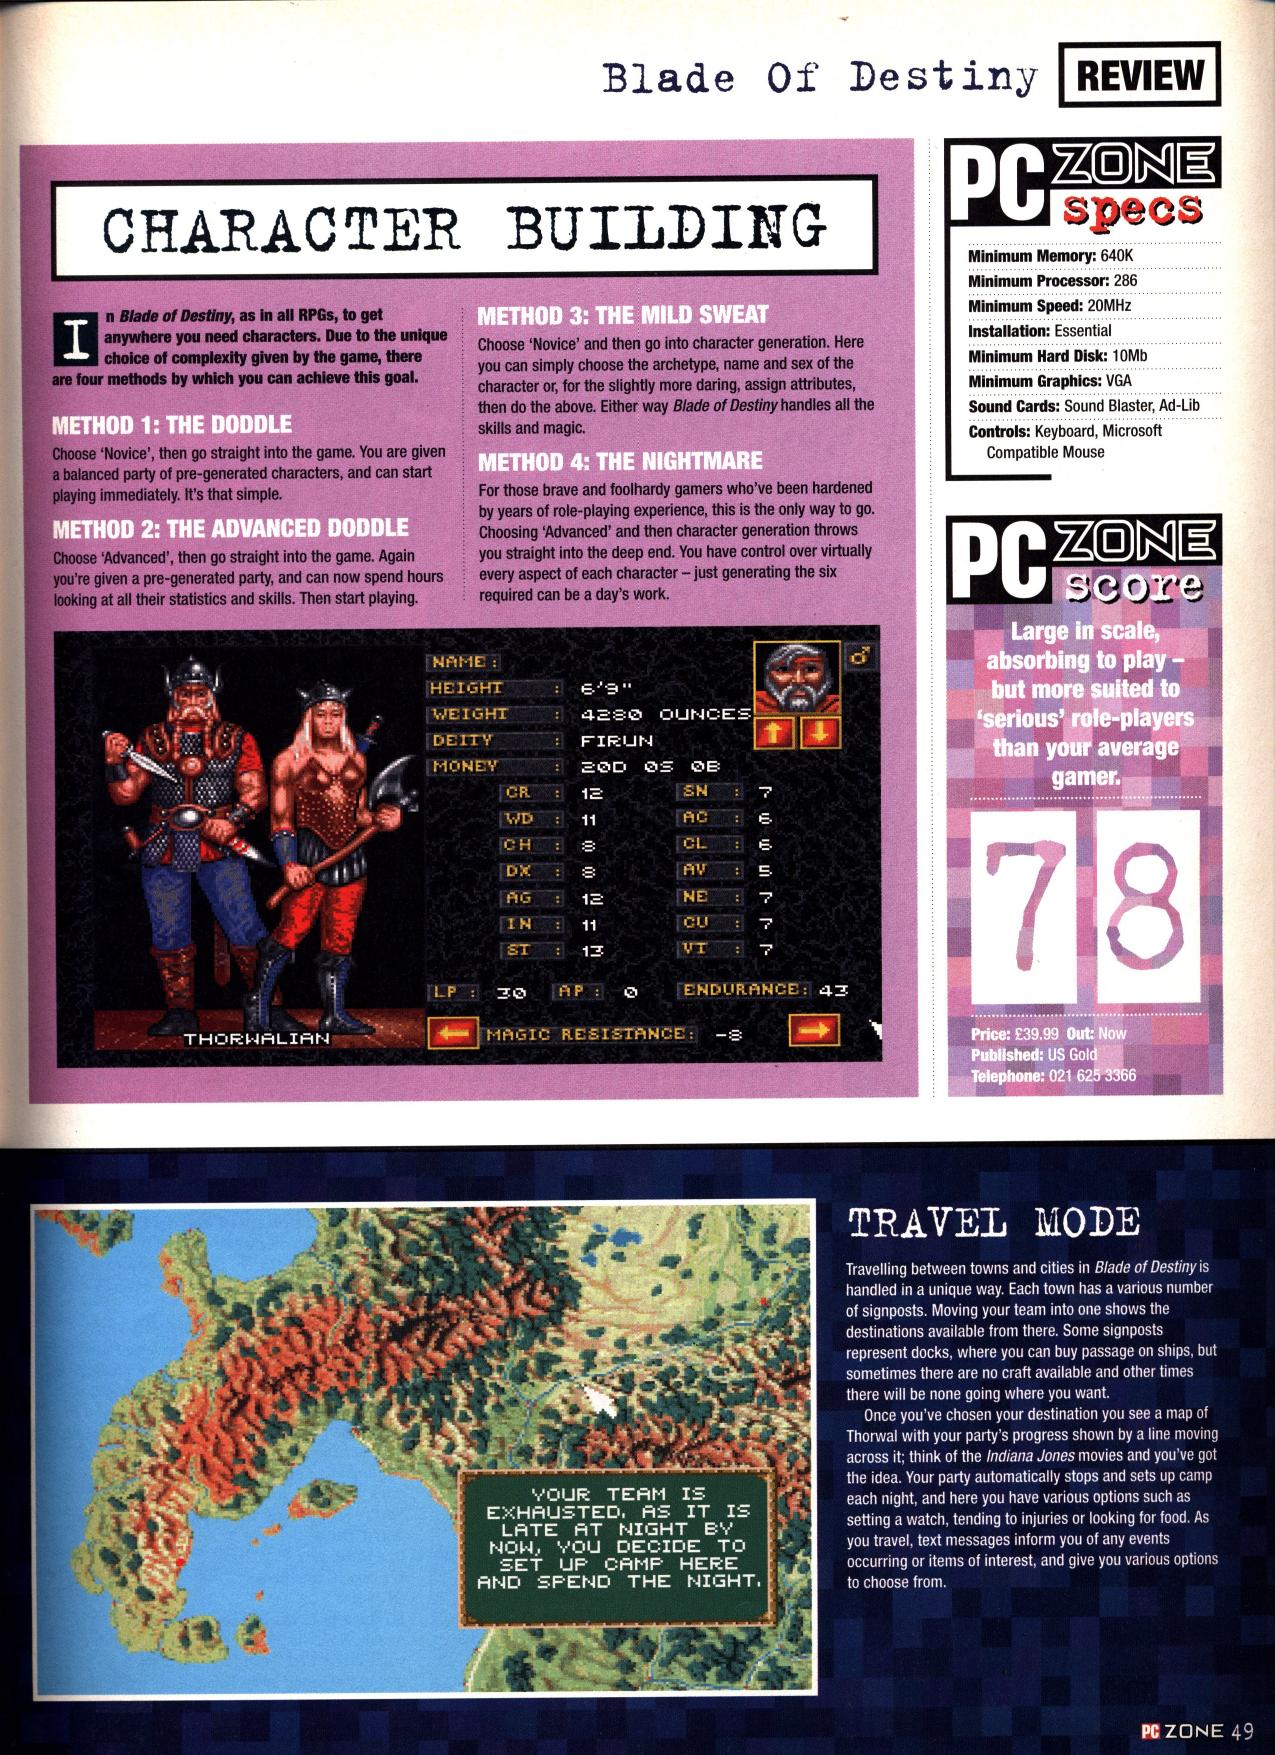 Blade Of Destiny REVIEW
CHARACTER BUILDING
In Blade of Destiny, as in all RPGs, to get
anywhere you need characters. Due to the unique
choice of complexity given by the game, there
are four methods by which you can achieve this goal.
METHOD 1: THE DODDLE
Choose ‘Novice’, then go straight into the game. You are given
a balanced party of pre-generated characters, and can start
playing immediately. It’s that simple.
METHOD 2: THE ADVANCED DODDLE
Choose ‘Advanced’, then go straight into the game. Again
you’re given a pre-generated party, and can now spend hours
looking at all their statistics and skills. Then start playing.
METHOD 3: THE MILD SWEAT
Choose ‘Novice’ and then go into character generation. Here
you can simply choose the archetype, name and sex of the
character or, for the slightly more daring, assign attributes,
then do the above. Either way Blade of Destiny handles all the
skills and magic.
METHOD 4: THE NIGHTMARE
For those brave and foolhardy gamers who’ve been hardened
by years of role-playing experience, this is the only way to go.
Choosing ‘Advanced’ and then character generation throws
you straight into the deep end. You have control over virtually
every aspect of each character – just generating the six
required can be a day’s work.
NAME :
HEIGHT : 6'9"
WEIGHT : 4280 OUNCES
DEITY : FIRUN
MONEY : 20D 0S 0B
CR : 12 SN : 7
WD : 11 AC : 6
CH : 8 CL : 6
DX : 8 AV : 5
AG : 12 NE : 7
IN : 11 CU : 7
ST : 13 VI : 7
LP : 30 AP : 0 ENDURANCE: 43
MAGIC RESISTANCE: -8
THORWALIAN
PC ZONE
specs
Minimum Memory: 640K
Minimum Processor: 286
Minimum Speed: 20MHz
Installation: Essential
Minimum Hard Disk: 10Mb
Minimum Graphics: VGA
Sound Cards: Sound Blaster, Ad-Lib
Controls: Keyboard, Microsoft
Compatible Mouse
PC ZONE
score
Large in scale,
absorbing to play –
but more suited to
‘serious’ role-players
than your average
gamer.
78
Price: £39.99 Out: Now
Published: US Gold
Telephone: 021 625 3366
YOUR TEAM IS
EXHAUSTED. AS IT IS
LATE AT NIGHT BY
NOW, YOU DECIDE TO
SET UP CAMP HERE
AND SPEND THE NIGHT.
TRAVEL MODE
Travelling between towns and cities in Blade of Destiny is
handled in a unique way. Each town has a various number
of signposts. Moving your team into one shows the
destinations available from there. Some signposts
represent docks, where you can buy passage on ships, but
sometimes there are no craft available and other times
there will be none going where you want.
Once you’ve chosen your destination you see a map of
Thorwal with your party’s progress shown by a line moving
across it; think of the Indiana Jones movies and you’ve got
the idea. Your party automatically stops and sets up camp
each night, and here you have various options such as
setting a watch, tending to injuries or looking for food. As
you travel, text messages inform you of any events
occurring or items of interest, and give you various options
to choose from.
PC ZONE 49